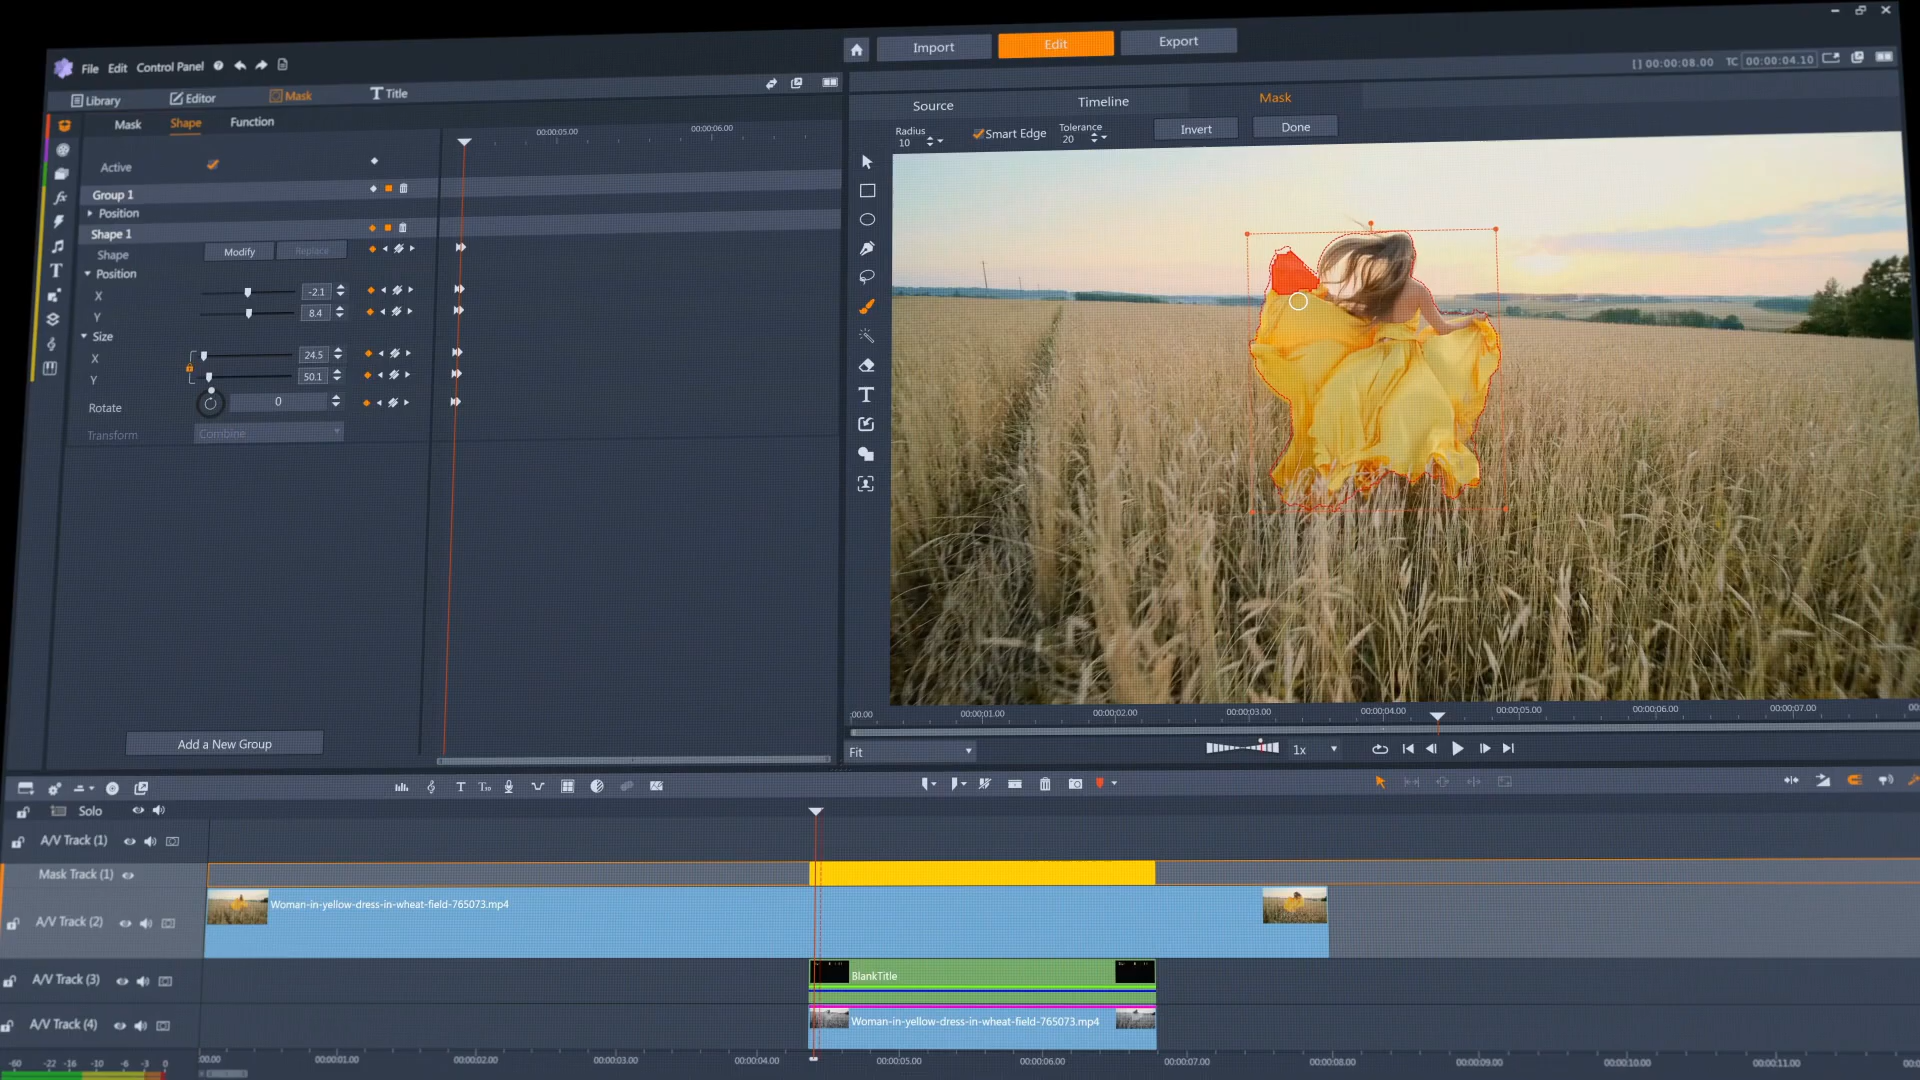 Import Edit Export
File Edit Control Panel
[ ] 00:00:08.00 TC 00:00:04.10
Library Editor Mask Title
Source Timeline Mask
Mask Shape Function
Radius
10
Smart Edge
Tolerance
20
Invert Done
00:00:05.00 00:00:06.00
Active
Group 1
Position
Shape 1
Shape Modify Replace
Position
X -2.1
Y 8.4
Size
X 24.5
Y 50.1
Rotate 0
Transform Combine
Add a New Group
:00.00 00:00:01.00 00:00:02.00 00:00:03.00 00:00:04.00 00:00:05.00 00:00:06.00 00:00:07.00
Fit 1x
Solo
A/V Track (1)
Mask Track (1)
Woman-in-yellow-dress-in-wheat-field-765073.mp4
A/V Track (2)
A/V Track (3) BlankTitle
A/V Track (4) Woman-in-yellow-dress-in-wheat-field-765073.mp4
-60 -22 -16 -10 -6 -3 0
:00.00 00:00:01.00 00:00:02.00 00:00:03.00 00:00:04.00 00:00:05.00 00:00:06.00 00:00:07.00 00:00:08.00 00:00:09.00 00:00:10.00 00:00:11.00